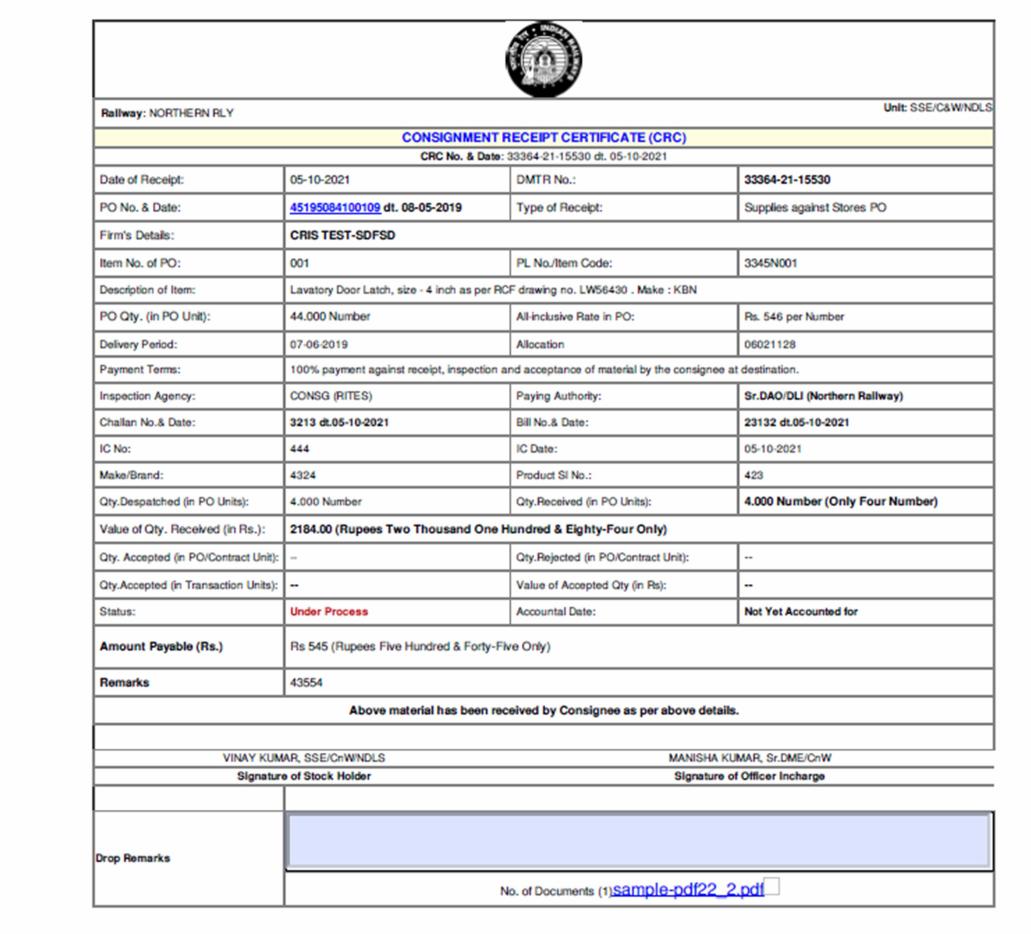 भारतीय रेल • INDIAN RAILWAYS
Railway: NORTHERN RLY Unit: SSE/C&W/NDLS
CONSIGNMENT RECEIPT CERTIFICATE (CRC)
CRC No. & Date: 33364-21-15530 dt. 05-10-2021
Date of Receipt: 05-10-2021 DMTR No.: 33364-21-15530
PO No. & Date: 45195084100109 dt. 08-05-2019 Type of Receipt: Supplies against Stores PO
Firm's Details: CRIS TEST-SDFSD
Item No. of PO: 001 PL No./Item Code: 3345N001
Description of Item: Lavatory Door Latch, size - 4 inch as per RCF drawing no. LW56430 . Make : KBN
PO Qty. (in PO Unit): 44.000 Number All-inclusive Rate in PO: Rs. 546 per Number
Delivery Period: 07-06-2019 Allocation 06021128
Payment Terms: 100% payment against receipt, inspection and acceptance of material by the consignee at destination.
Inspection Agency: CONSG (RITES) Paying Authority: Sr.DAO/DLI (Northern Railway)
Challan No.& Date: 3213 dt.05-10-2021 Bill No.& Date: 23132 dt.05-10-2021
IC No: 444 IC Date: 05-10-2021
Make/Brand: 4324 Product Sl No.: 423
Qty.Despatched (in PO Units): 4.000 Number Qty.Received (in PO Units): 4.000 Number (Only Four Number)
Value of Qty. Received (in Rs.): 2184.00 (Rupees Two Thousand One Hundred & Eighty-Four Only)
Qty. Accepted (in PO/Contract Unit): -- Qty.Rejected (in PO/Contract Unit): --
Qty.Accepted (in Transaction Units): -- Value of Accepted Qty (in Rs): --
Status: Under Process Accountal Date: Not Yet Accounted for
Amount Payable (Rs.) Rs 545 (Rupees Five Hundred & Forty-Five Only)
Remarks 43554
Above material has been received by Consignee as per above details.
VINAY KUMAR, SSE/CnW/NDLS MANISHA KUMAR, Sr.DME/CnW
Signature of Stock Holder Signature of Officer Incharge
Drop Remarks
No. of Documents (1)sample-pdf22_2.pdf